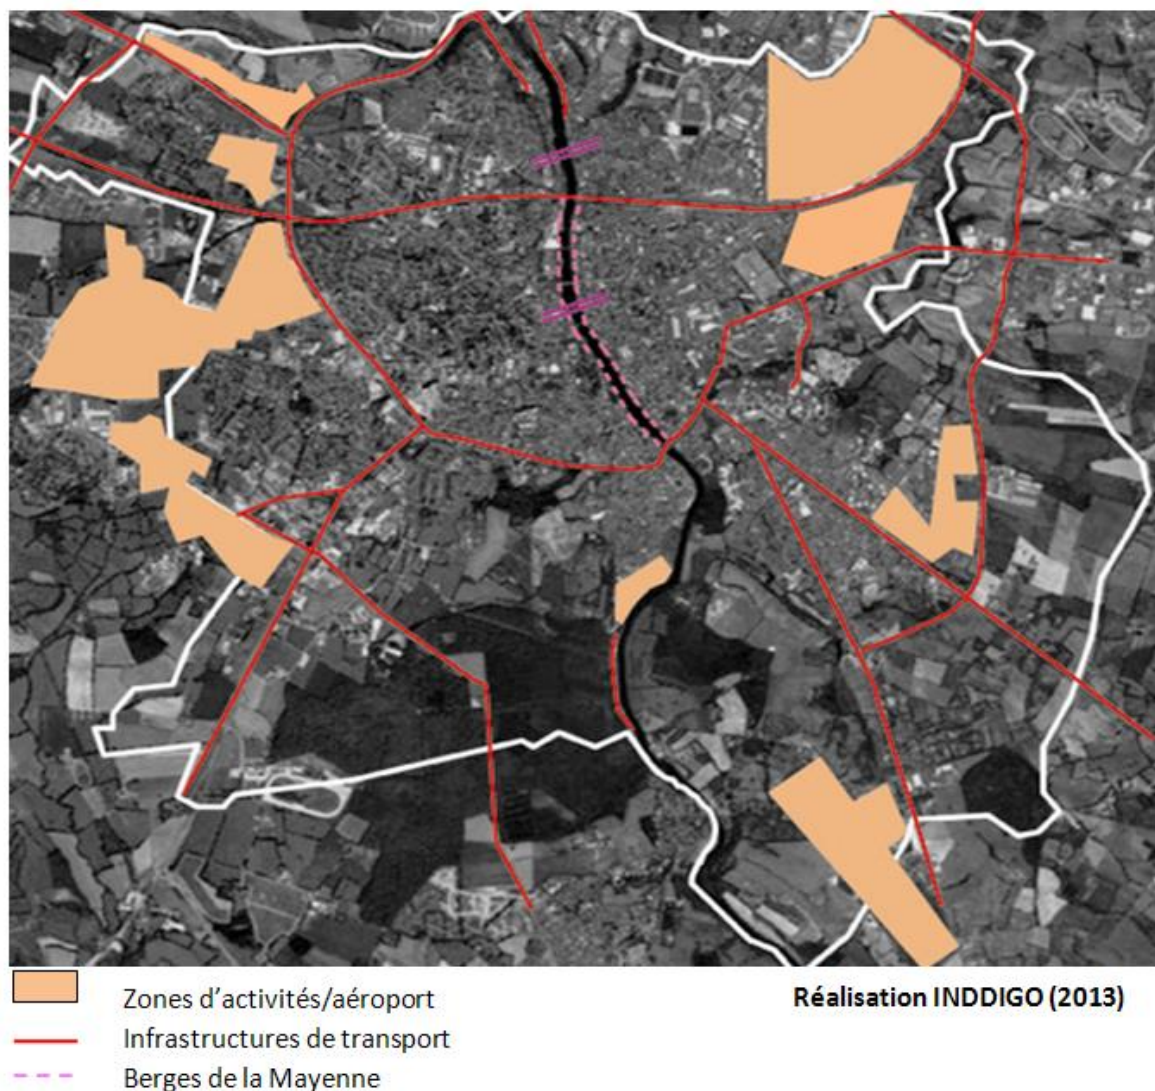 Zones d'activités/aéroport
Réalisation INDDIGO (2013)
Infrastructures de transport
Berges de la Mayenne